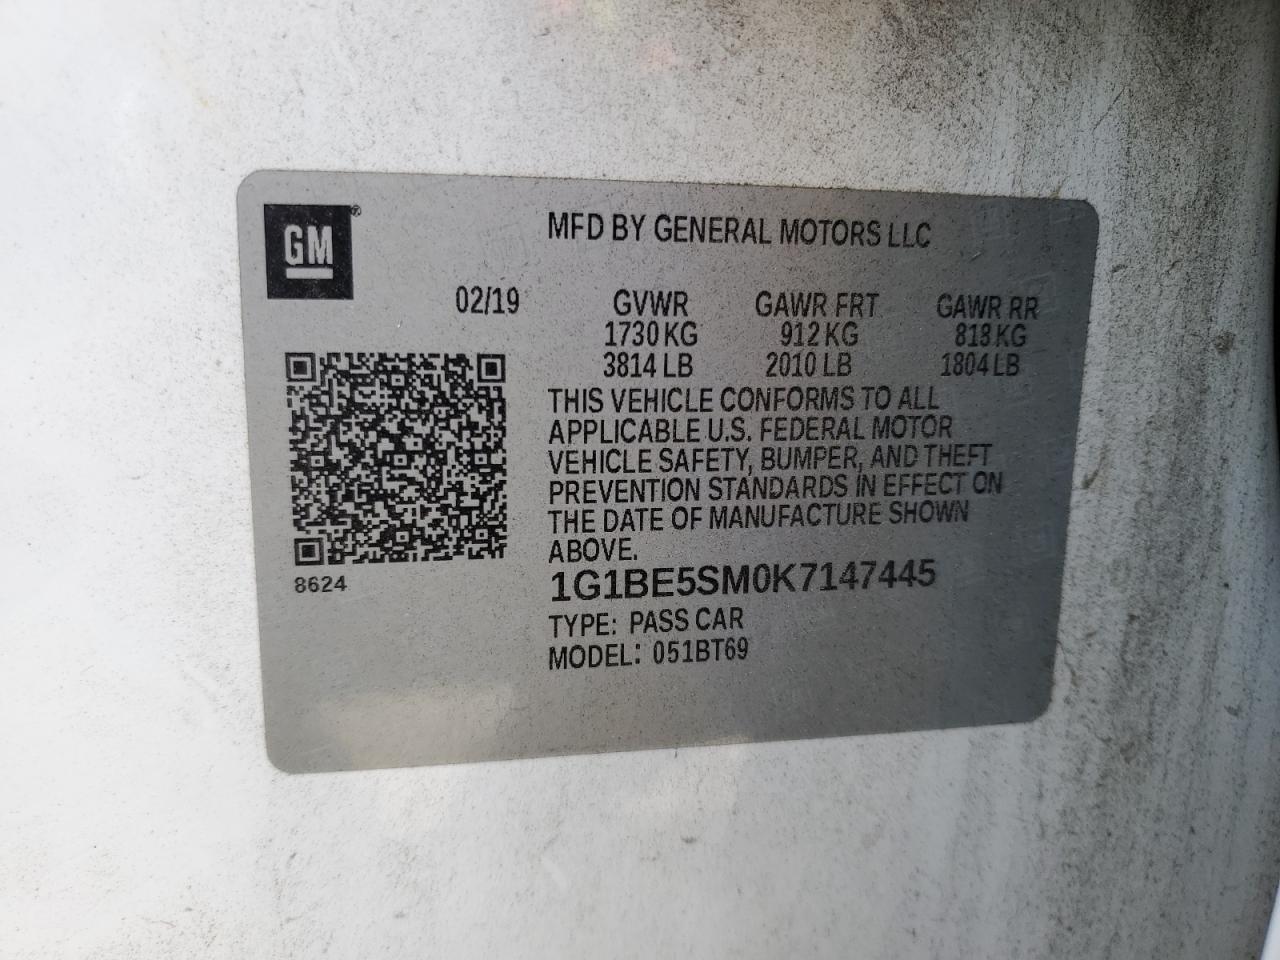 GM®
MFD BY GENERAL MOTORS LLC
02/19 GVWR GAWR FRT GAWR RR
1730 KG 912 KG 818 KG
3814 LB 2010 LB 1804 LB
THIS VEHICLE CONFORMS TO ALL
APPLICABLE U.S. FEDERAL MOTOR
VEHICLE SAFETY, BUMPER, AND THEFT
PREVENTION STANDARDS IN EFFECT ON
THE DATE OF MANUFACTURE SHOWN
ABOVE.
8624
1G1BE5SM0K7147445
TYPE: PASS CAR
MODEL: 051BT69